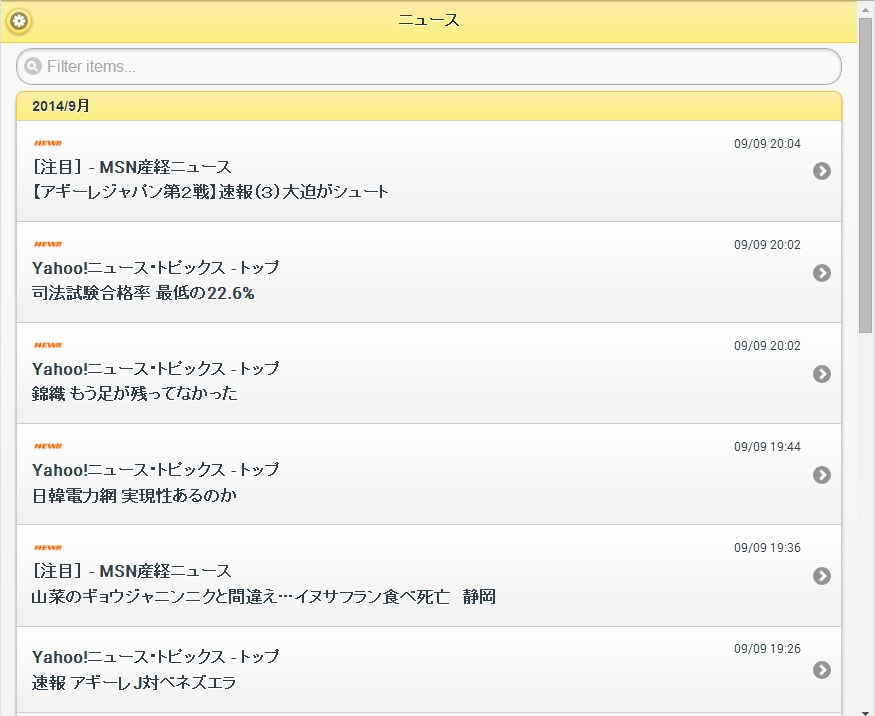 ニュース
Filter items...
2014/9月
NEW!!
09/09 20:04
［注目］ - MSN産経ニュース
【アギーレジャパン第２戦】速報（３）大迫がシュート
NEW!!
09/09 20:02
Yahoo!ニュース・トピックス - トップ
司法試験合格率 最低の22.6%
NEW!!
09/09 20:02
Yahoo!ニュース・トピックス - トップ
錦織 もう足が残ってなかった
NEW!!
09/09 19:44
Yahoo!ニュース・トピックス - トップ
日韓電力網 実現性あるのか
NEW!!
09/09 19:36
［注目］ - MSN産経ニュース
山菜のギョウジャニンニクと間違え…イヌサフラン食べ死亡　静岡
09/09 19:26
Yahoo!ニュース・トピックス - トップ
速報 アギーレJ対ベネズエラ